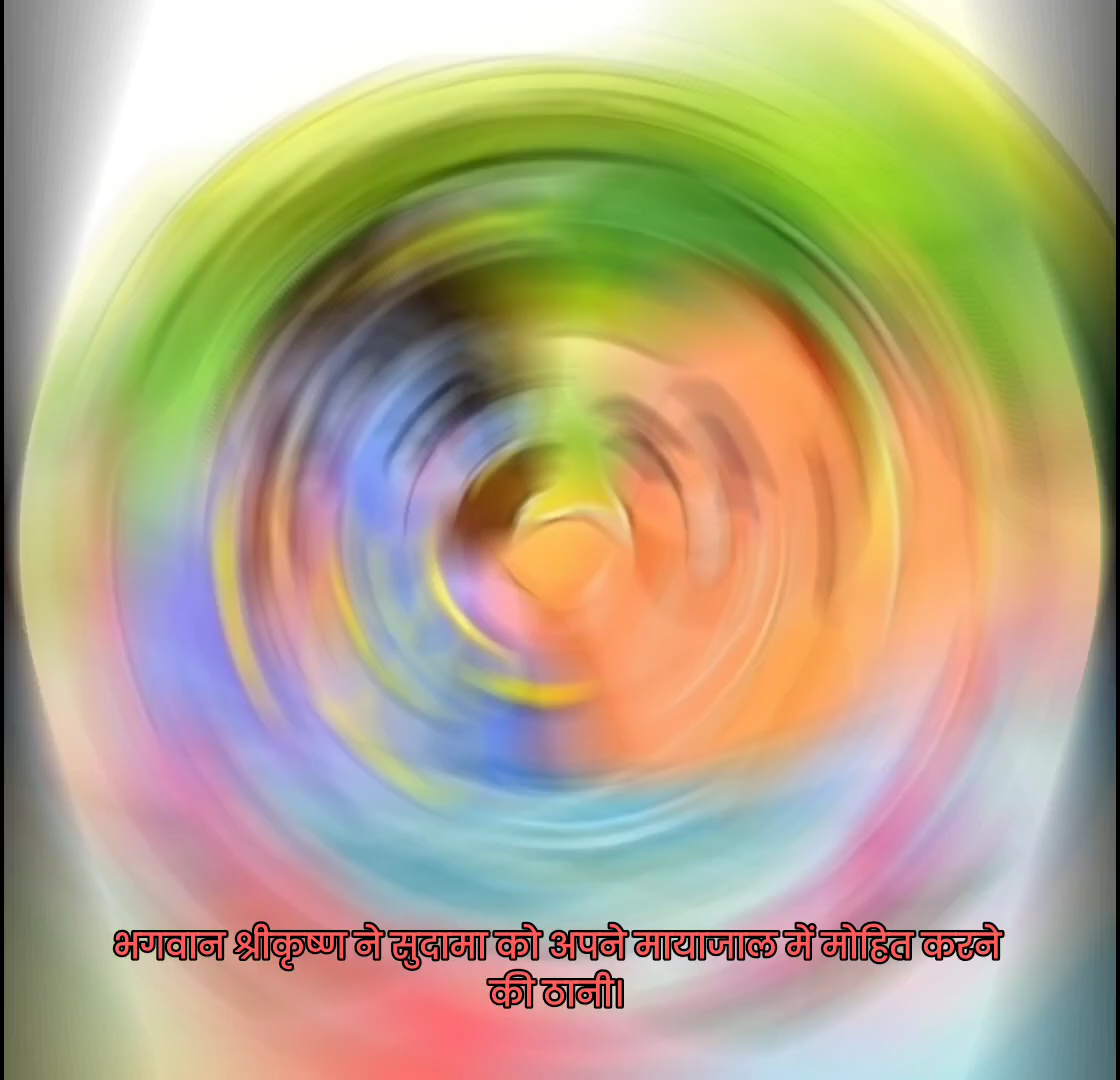 भगवान श्रीकृष्ण ने सुदामा को अपने मायाजाल में मोहित करने
की ठानी।